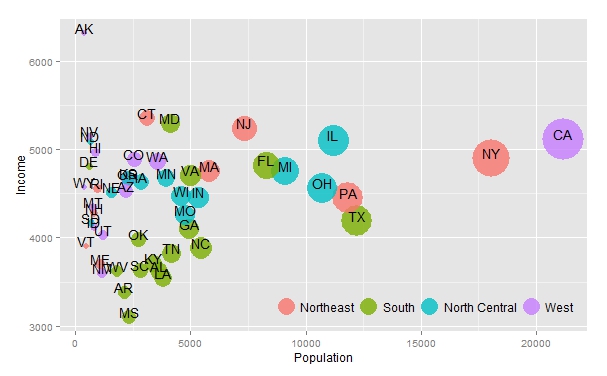 AK
6000
CT
MD
NJ
NV
ND
IL
CA
HI
5000
CO
WA
DE
FL
NY
VA
MA
MI
MN
WY
RI
NE
AZ
OH
WI
IN
PA
MT
NH
MO
SD
TX
GA
UT
4000
OK
VT
NC
TN
ME
KY
NM
WV
SC
AL
LA
AR
MS
3000
Northeast South North Central West
0 5000 10000 15000 20000
Population
Income